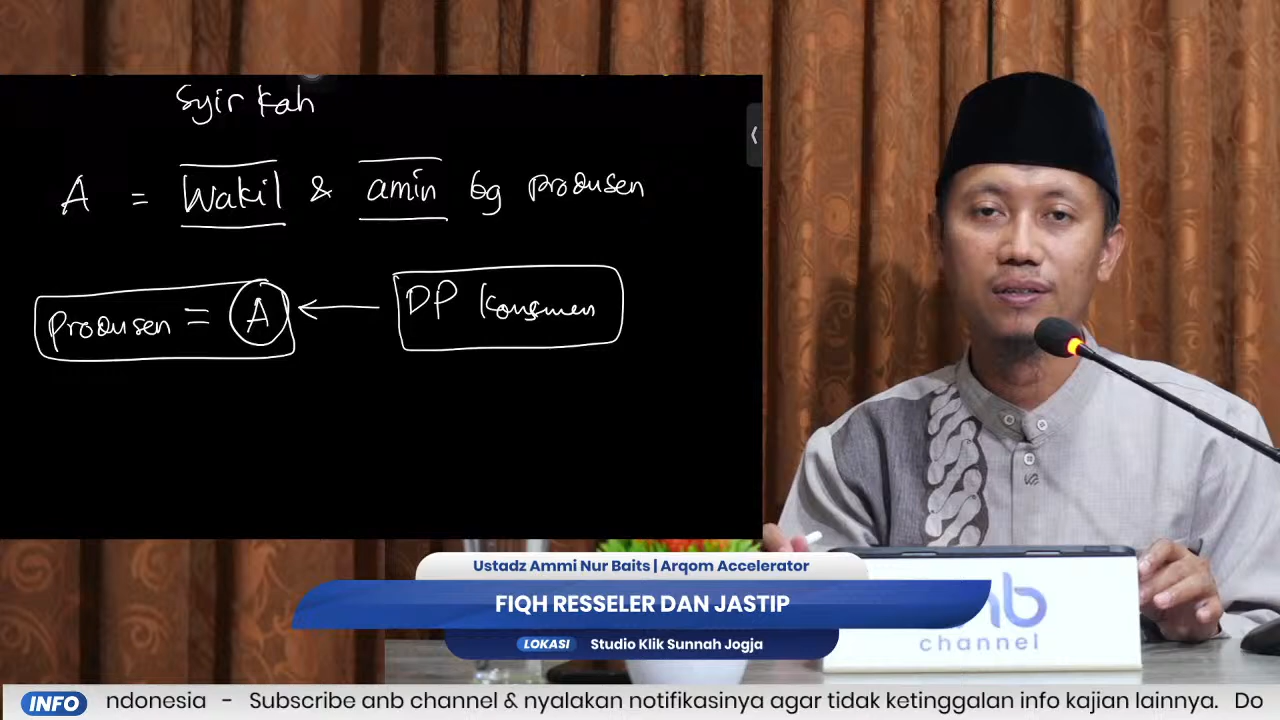 Syirkah
A = Wakil & amin bg produsen
Produsen = A ← DP Konsumen
Ustadz Ammi Nur Baits | Arqom Accelerator
FIQH RESSELER DAN JASTIP
LOKASI Studio Klik Sunnah Jogja
nb
channel
INFO ndonesia - Subscribe anb channel & nyalakan notifikasinya agar tidak ketinggalan info kajian lainnya. Do